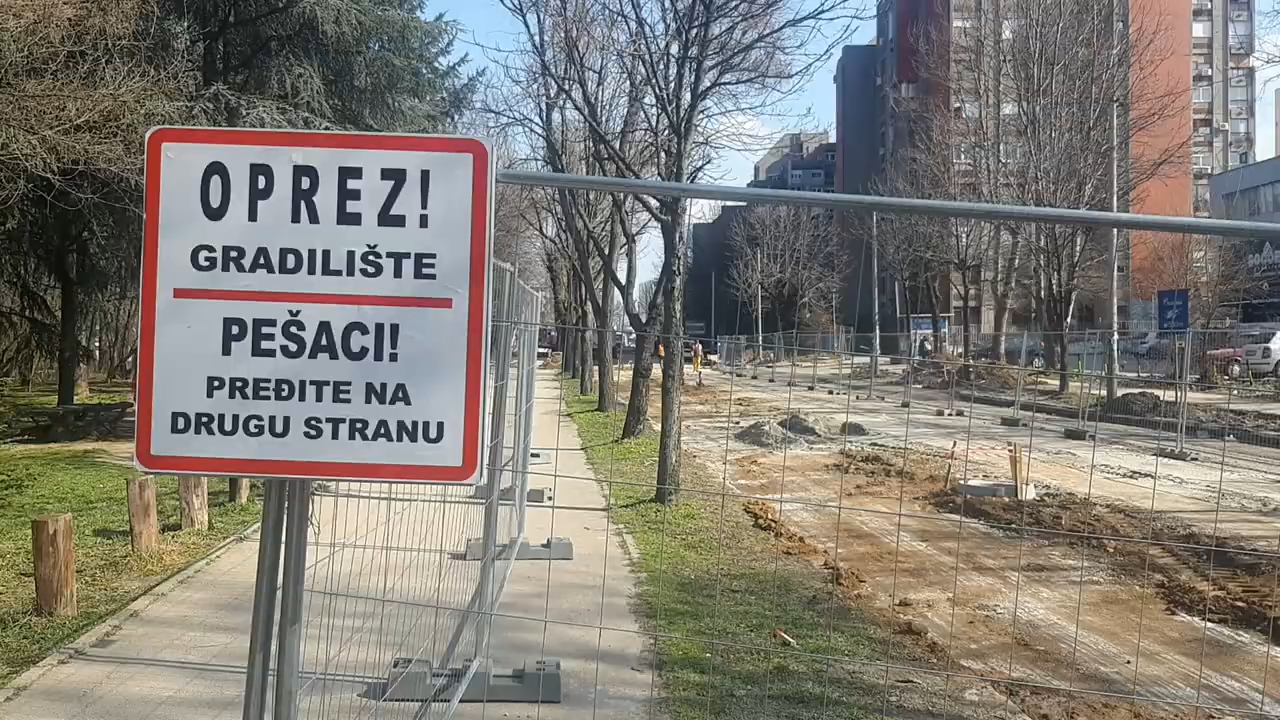 OPREZ!
GRADILIŠTE
PEŠACI!
PREĐITE NA
DRUGU STRANU